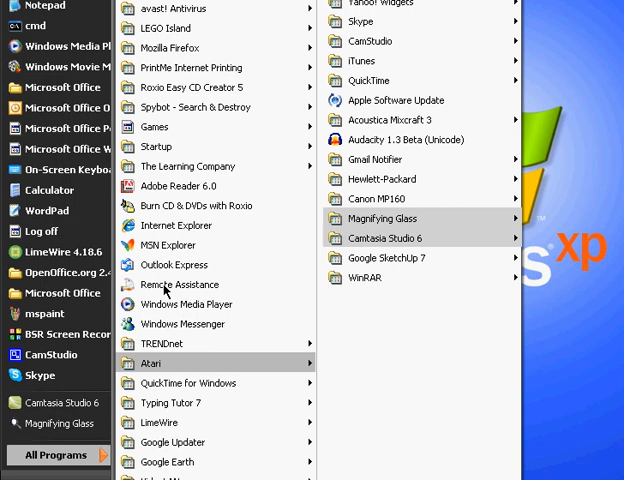 Notepad
cmd
Windows Media Pl
Windows Movie M
Microsoft Office
Microsoft Office O
Microsoft Office P
Microsoft Office W
On-Screen Keyboa
Calculator
WordPad
Log off
LimeWire 4.18.6
OpenOffice.org 2.4
Microsoft Office
mspaint
BSR Screen Recor
CamStudio
Skype
Camtasia Studio 6
Magnifying Glass
All Programs
avast! Antivirus
LEGO Island
Mozilla Firefox
PrintMe Internet Printing
Roxio Easy CD Creator 5
Spybot - Search & Destroy
Games
Startup
The Learning Company
Adobe Reader 6.0
Burn CD & DVDs with Roxio
Internet Explorer
MSN Explorer
Outlook Express
Remote Assistance
Windows Media Player
Windows Messenger
TRENDnet
Atari
QuickTime for Windows
Typing Tutor 7
LimeWire
Google Updater
Google Earth
Yahoo! Widgets
Skype
CamStudio
iTunes
QuickTime
Apple Software Update
Acoustica Mixcraft 3
Audacity 1.3 Beta (Unicode)
Gmail Notifier
Hewlett-Packard
Canon MP160
Magnifying Glass
Camtasia Studio 6
Google SketchUp 7
WinRAR
s xp
™